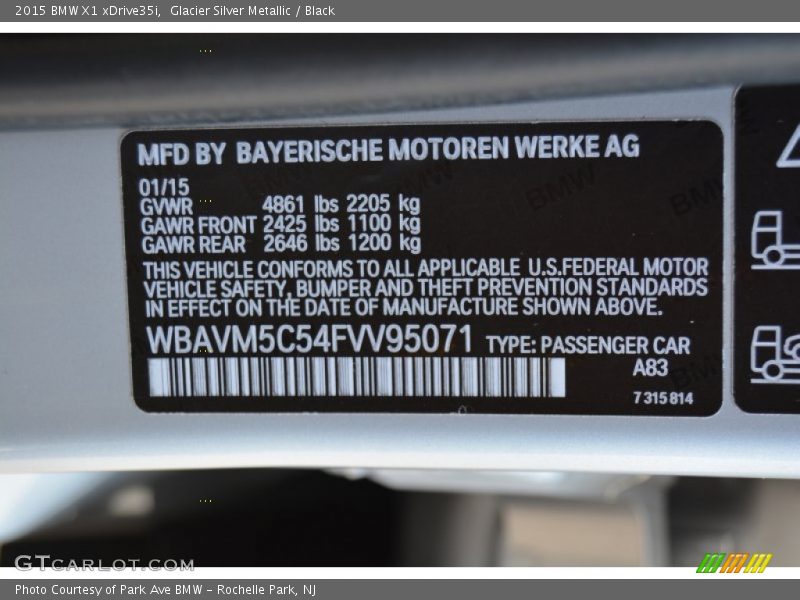 2015 BMW X1 xDrive35i, Glacier Silver Metallic / Black
MFD BY BAYERISCHE MOTOREN WERKE AG
01/15
GVWR 4861 lbs 2205 kg
GAWR FRONT 2425 lbs 1100 kg
GAWR REAR 2646 lbs 1200 kg
THIS VEHICLE CONFORMS TO ALL APPLICABLE U.S.FEDERAL MOTOR
VEHICLE SAFETY, BUMPER AND THEFT PREVENTION STANDARDS
IN EFFECT ON THE DATE OF MANUFACTURE SHOWN ABOVE.
WBAVM5C54FVV95071 TYPE: PASSENGER CAR
A83
7 315 814
GTCARLOT.COM
Photo Courtesy of Park Ave BMW - Rochelle Park, NJ